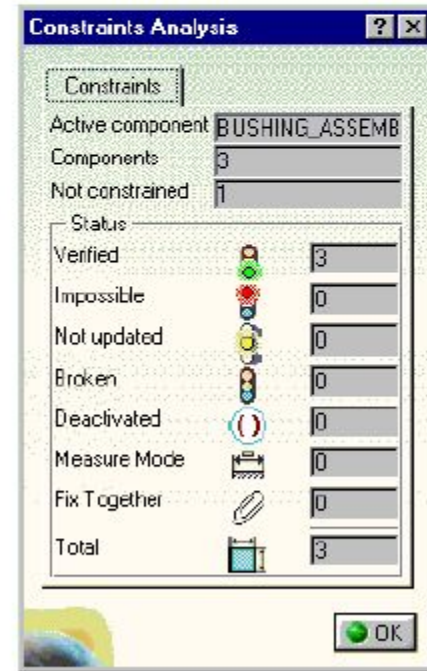 Constraints Analysis ? ×
Constraints
Active component BUSHING_ASSEMB
Components 3
Not constrained 1
Status
Verified 3
Impossible 0
Not updated 0
Broken 0
Deactivated 0
Measure Mode 0
Fix Together 0
Total 3
OK